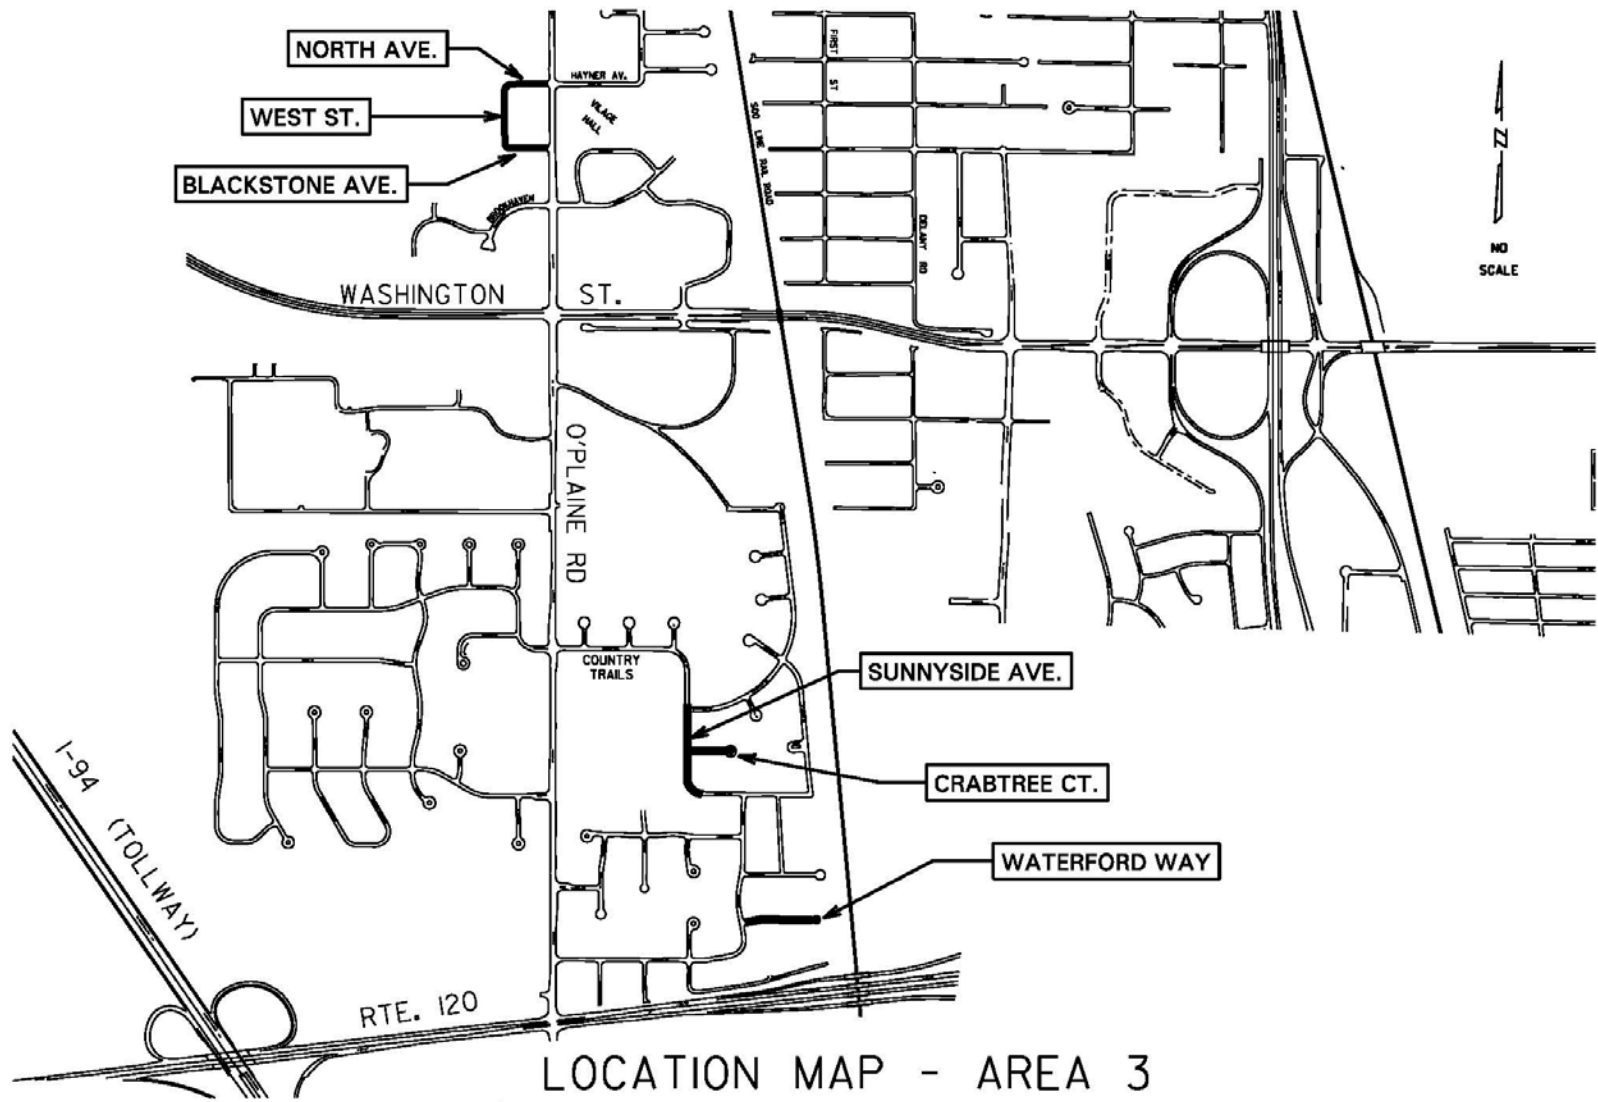 NORTH AVE.
HAYNER AV.
WEST ST.
VILAGE
HALL
BLACKSTONE AVE.
BROOKHAVEN
FIRST ST
SOO LINE RAIL ROAD
DELANY RD
N
NO
SCALE
WASHINGTON ST.
O'PLAINE RD
COUNTRY
TRAILS
SUNNYSIDE AVE.
CRABTREE CT.
WATERFORD WAY
I-94 (TOLLWAY)
RTE. 120
LOCATION MAP - AREA 3